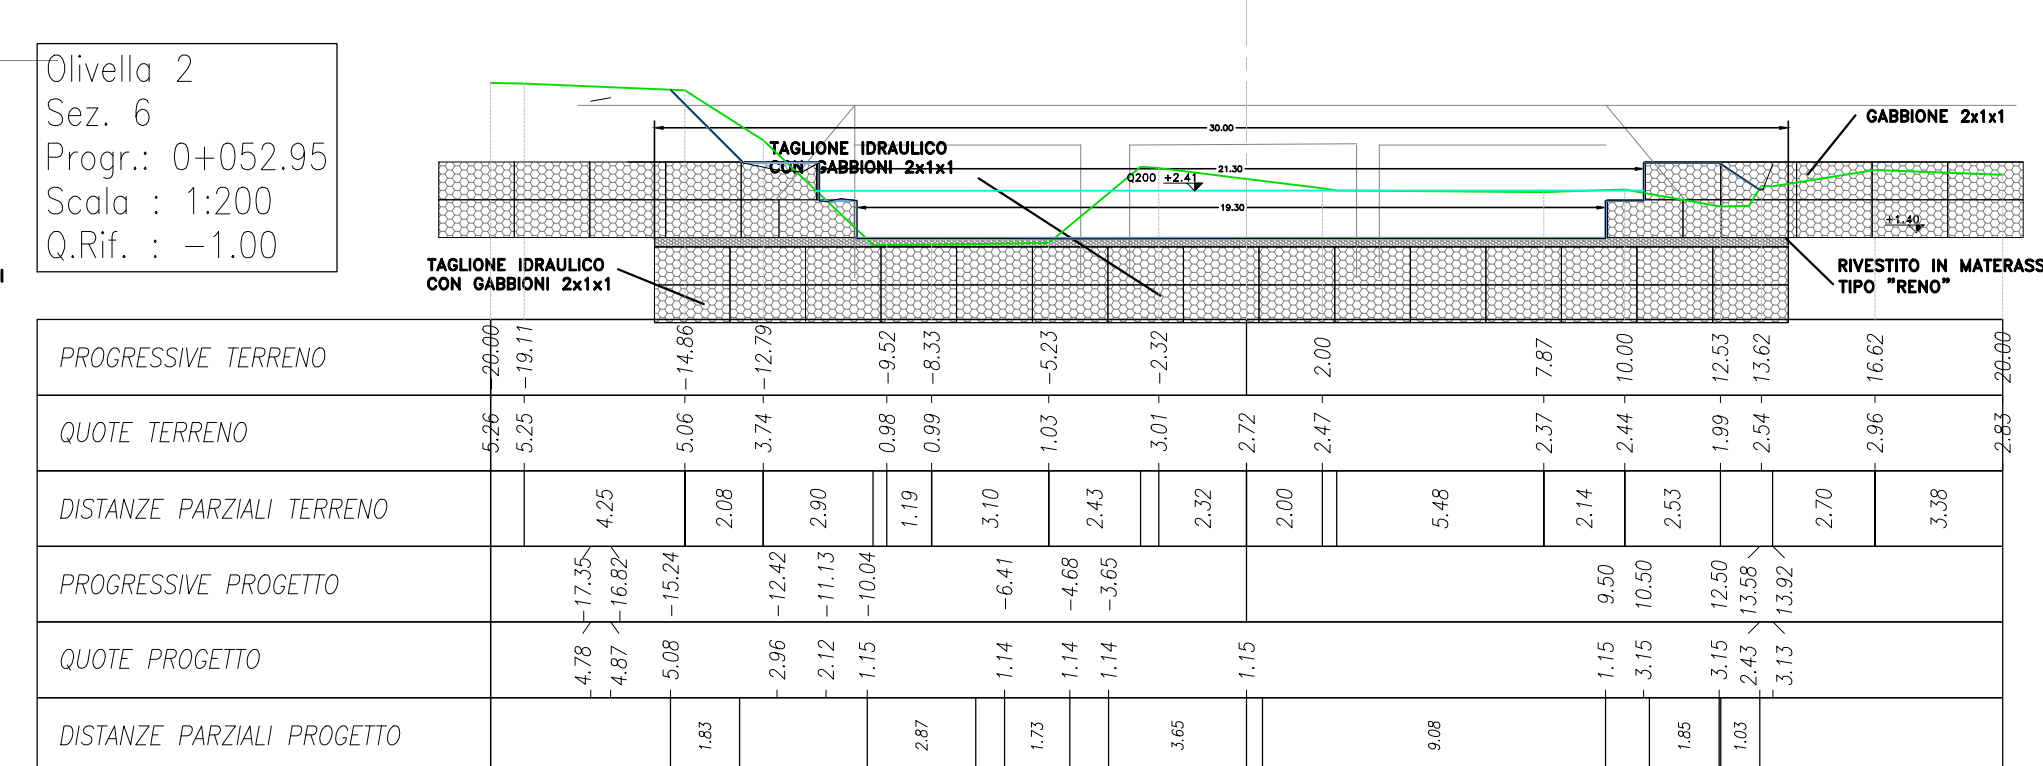 Olivella 2
Sez. 6
Progr.: 0+052.95
Scala : 1:200
Q.Rif. : -1.00
30.00
GABBIONE 2x1x1
TAGLIONE IDRAULICO
CON GABBIONI 2x1x1
21.30
Q200 +2.41
19.30
+1.40
TAGLIONE IDRAULICO
CON GABBIONI 2x1x1
RIVESTITO IN MATERASS
TIPO "RENO"
PROGRESSIVE TERRENO -20.00 -19.11 -14.86 -12.79 -9.52 -8.33 -5.23 -2.32 2.00 7.87 10.00 12.53 13.62 16.62 20.00
QUOTE TERRENO 5.26 5.25 5.06 3.74 0.98 0.99 1.03 3.01 2.72 2.47 2.37 2.44 1.99 2.54 2.96 2.83
DISTANZE PARZIALI TERRENO 4.25 2.08 2.90 1.19 3.10 2.43 2.32 2.00 5.48 2.14 2.53 2.70 3.38
PROGRESSIVE PROGETTO -17.35 -16.82 -15.24 -12.42 -11.13 -10.04 -6.41 -4.68 -3.65 9.50 10.50 12.50 13.58 13.92
QUOTE PROGETTO 4.78 4.87 5.08 2.96 2.12 1.15 1.14 1.14 1.14 1.15 1.15 3.15 3.15 2.43 3.13
DISTANZE PARZIALI PROGETTO 1.83 2.87 1.73 3.65 9.08 1.85 1.03